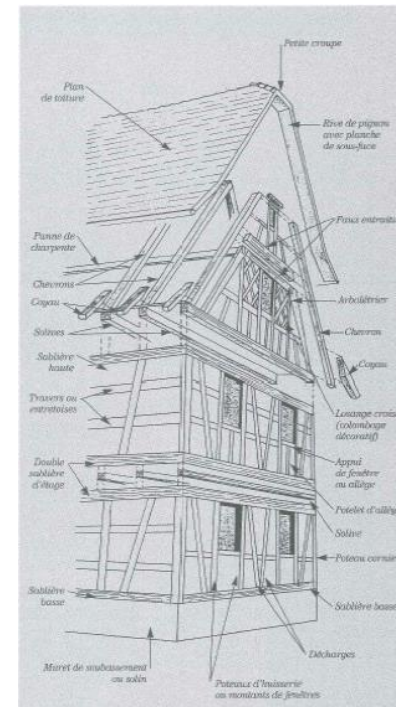 Petite croupe
Plan
de toiture
Rive de pignon
avec planche
de sous-face
Faux entraits
Panne de
charpente
Chevrons
Coyau
Arbalétrier
Solives
Chevron
Sablière
haute
Coyau
Travers ou
entretoises
Losange croisé
(colombage
décoratif)
Double
sablière
d'étage
Appui
de fenêtre
ou allège
Potelet d'allège
Solive
Poteau cornier
Sablière
basse
Sablière basse
Décharges
Muret de soubassement
ou solin
Poteaux d'huisserie
ou montants de fenêtres